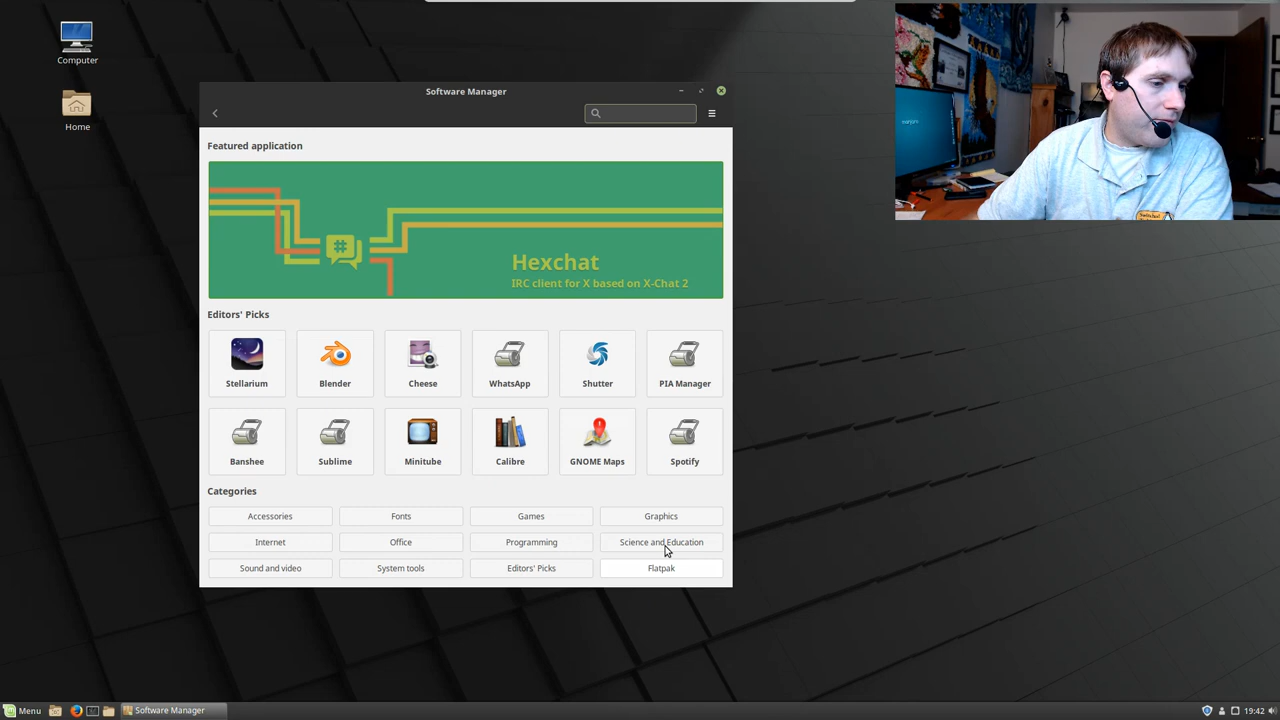 Computer
Home
Software Manager
Featured application
Hexchat
IRC client for X based on X-Chat 2
Editors' Picks
Stellarium
Blender
Cheese
WhatsApp
Shutter
PIA Manager
Banshee
Sublime
Minitube
Calibre
GNOME Maps
Spotify
Categories
Accessories
Fonts
Games
Graphics
Internet
Office
Programming
Science and Education
Sound and video
System tools
Editors' Picks
Flatpak
Menu
Software Manager
19:42